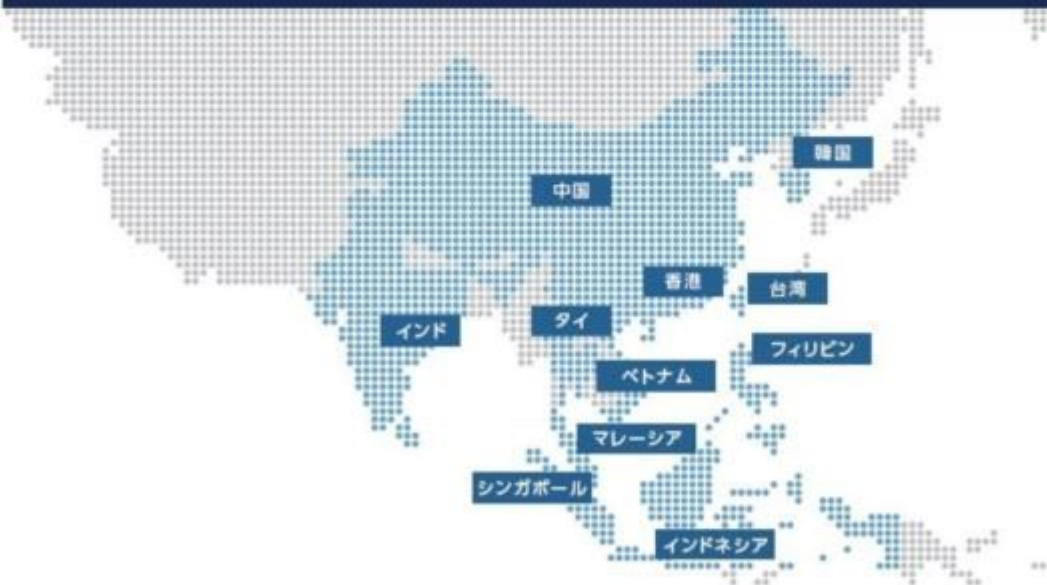 韓国
中国
香港
台湾
タイ
インド
フィリピン
ベトナム
マレーシア
シンガポール
インドネシア